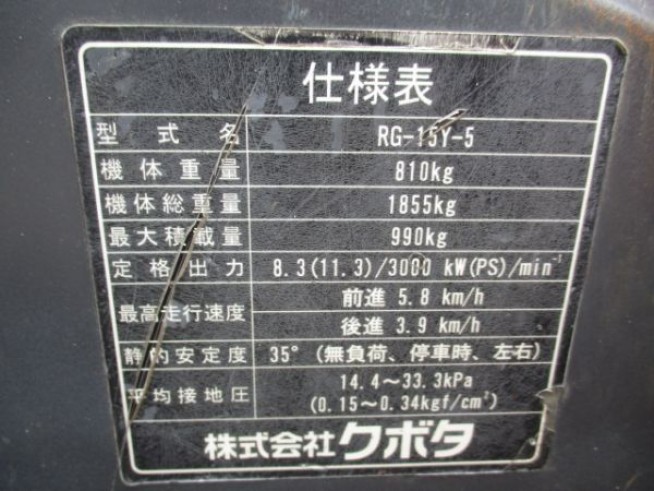 仕様表
型式名 RG-15Y-5
機体重量 810kg
機体総重量 1855kg
最大積載量 990kg
定格出力 8.3(11.3)/3000 kW(PS)/min⁻¹
最高走行速度 前進 5.8 km/h
後進 3.9 km/h
静的安定度 35° (無負荷、停車時、左右)
平均接地圧 14.4～33.3kPa
(0.15～0.34kgf/cm²)
株式会社クボタ